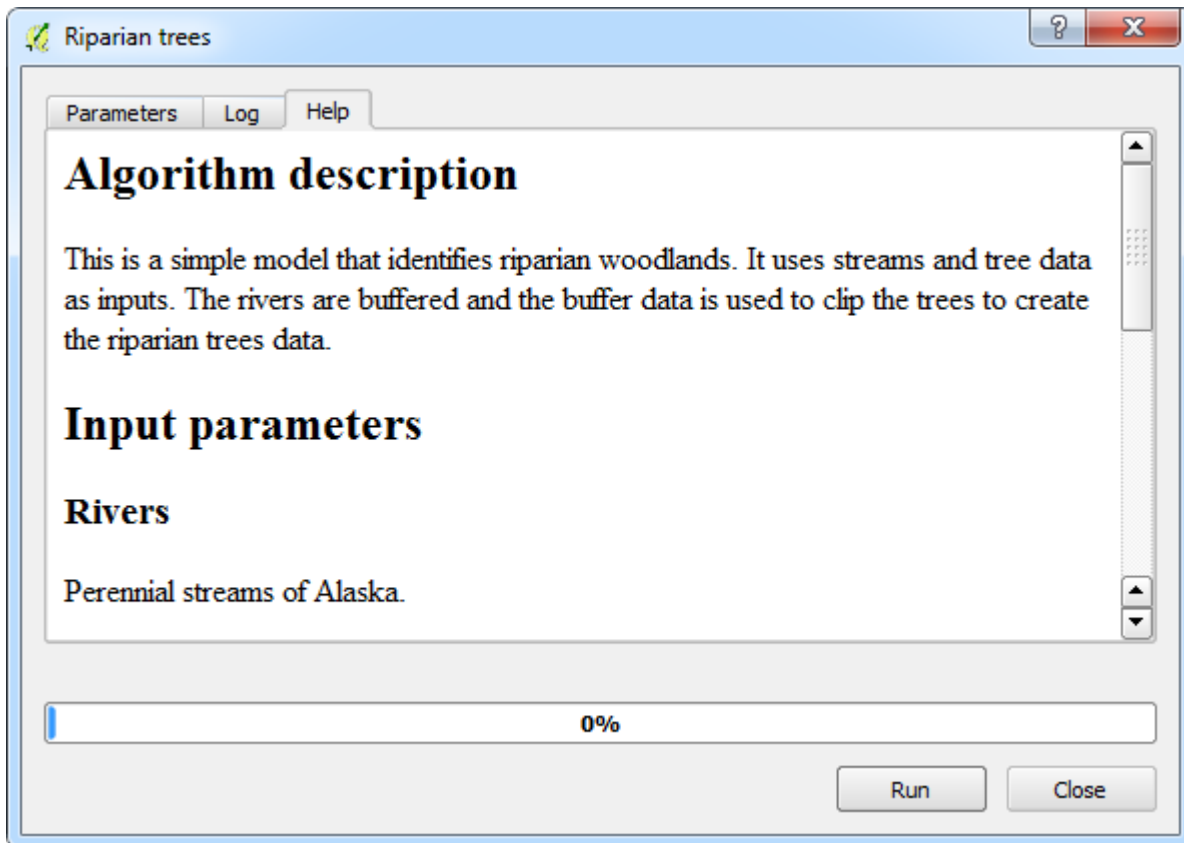 Riparian trees
Parameters Log Help
Algorithm description
This is a simple model that identifies riparian woodlands. It uses streams and tree data
as inputs. The rivers are buffered and the buffer data is used to clip the trees to create
the riparian trees data.
Input parameters
Rivers
Perennial streams of Alaska.
0%
Run Close